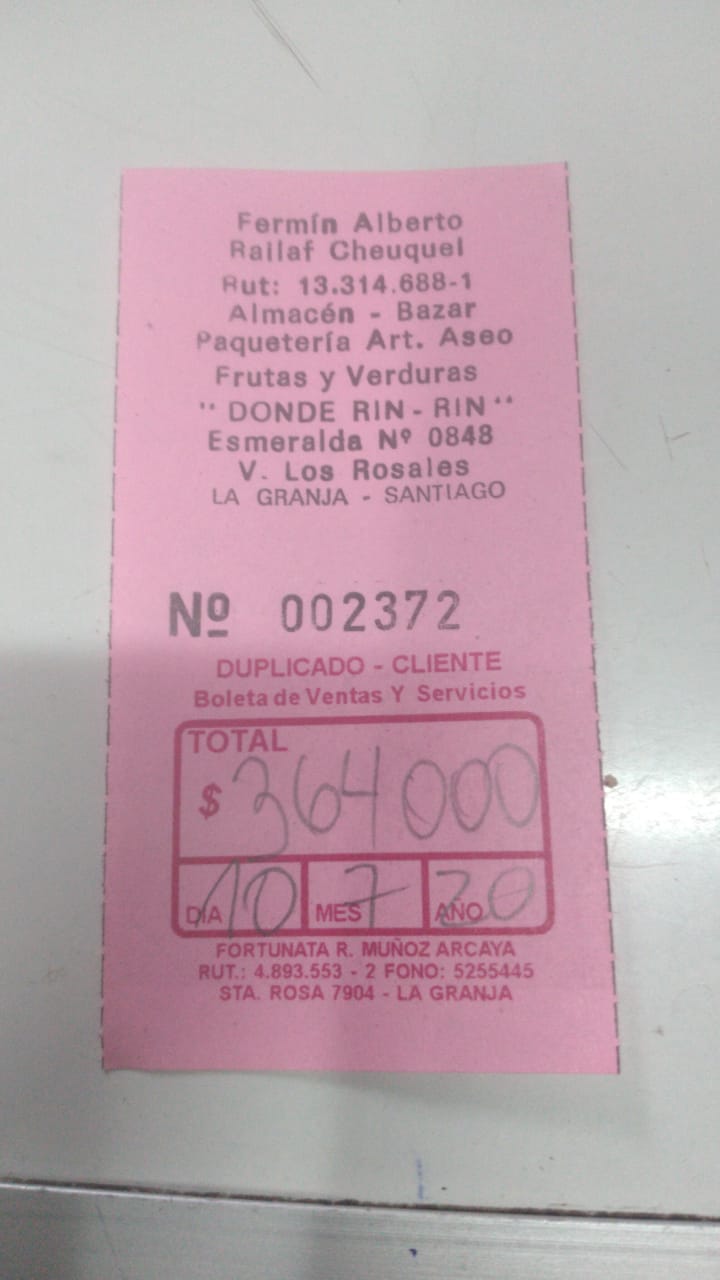 Fermín Alberto
Railaf Cheuquel
Rut: 13.314.688-1
Almacén - Bazar
Paquetería Art. Aseo
Frutas y Verduras
" DONDE RIN - RIN "
Esmeralda Nº 0848
V. Los Rosales
LA GRANJA - SANTIAGO
Nº 002372
DUPLICADO - CLIENTE
Boleta de Ventas Y Servicios
TOTAL
$ 364000
DÍA 10 MES 7 AÑO 20
FORTUNATA R. MUÑOZ ARCAYA
RUT.: 4.893.553 - 2 FONO: 5255445
STA. ROSA 7904 - LA GRANJA